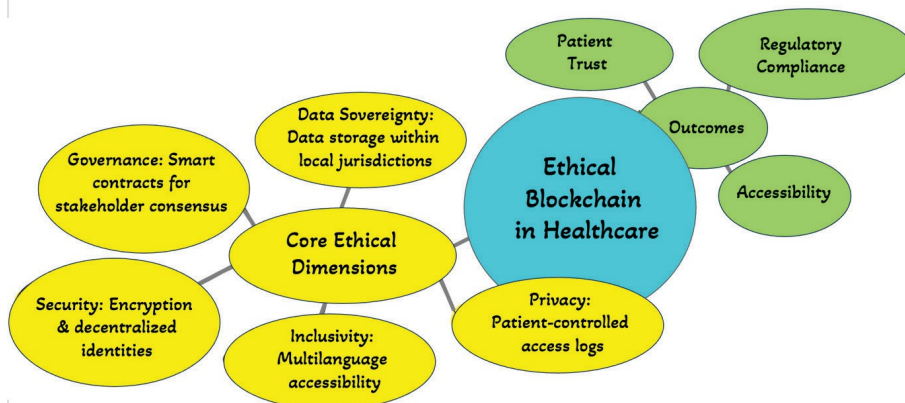 Patient
Trust
Regulatory
Compliance
Outcomes
Accessibility
Ethical
Blockchain
in Healthcare
Data Sovereignty:
Data storage within
local jurisdictions
Governance: Smart
contracts for
stakeholder consensus
Core Ethical
Dimensions
Security: Encryption
& decentralized
identities
Inclusivity:
Multilanguage
accessibility
Privacy:
Patient-controlled
access logs